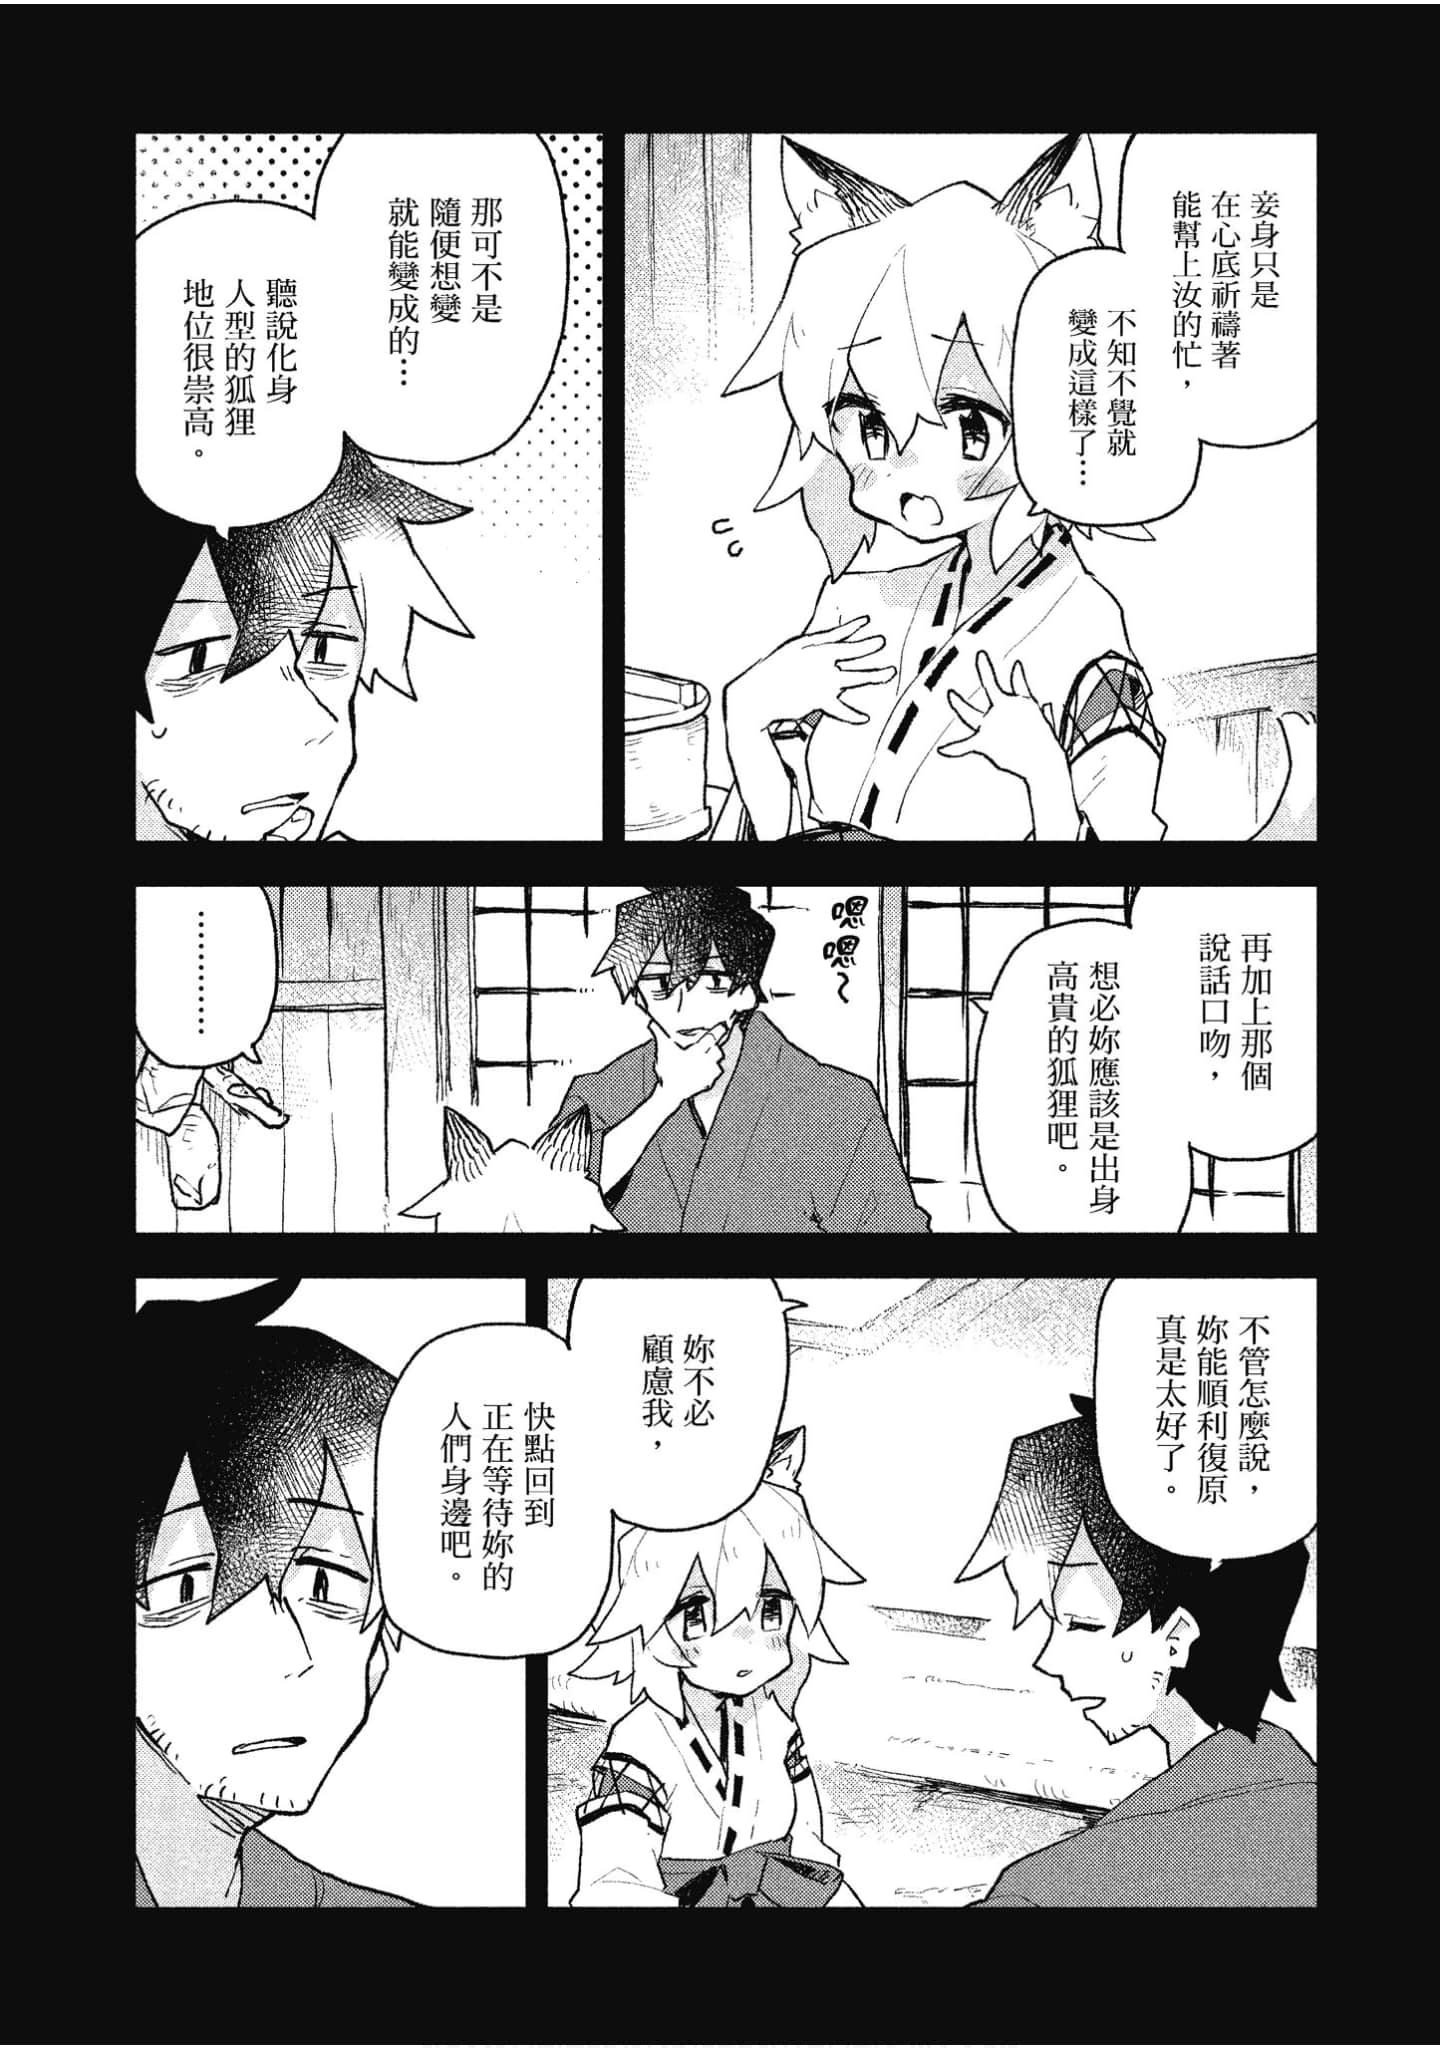 妾身只是
在心底祈禱著
能幫上汝的忙，
不知不覺就
變成這樣了…
那可不是
隨便想變
就能變成的…
聽說化身
人型的狐狸
地位很崇高。
再加上那個
說話口吻，
想必妳應該是出身
高貴的狐狸吧。
嗯嗯～
………
不管怎麼說，
妳能順利復原
真是太好了。
妳不必
顧慮我，
快點回到
正在等待妳的
人們身邊吧。